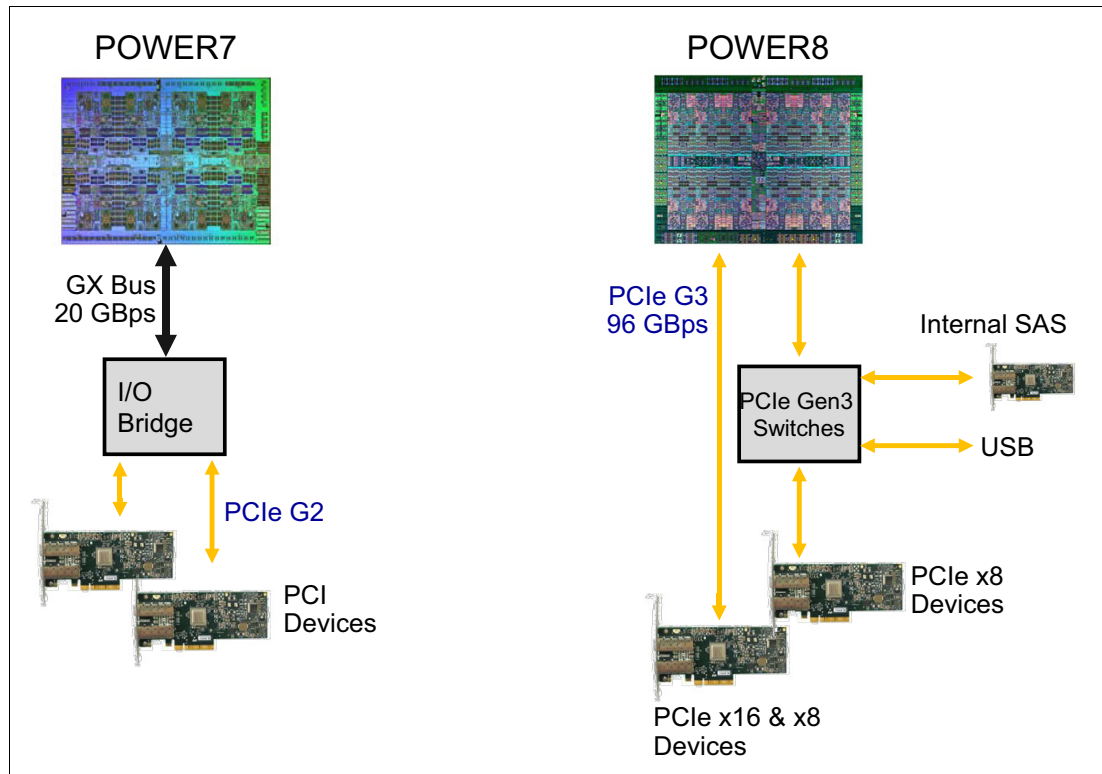 POWER7
GX Bus
20 GBps
I/O
Bridge
PCIe G2
PCI
Devices
POWER8
PCIe G3
96 GBps
Internal SAS
PCIe Gen3
Switches
USB
PCIe x8
Devices
PCIe x16 & x8
Devices